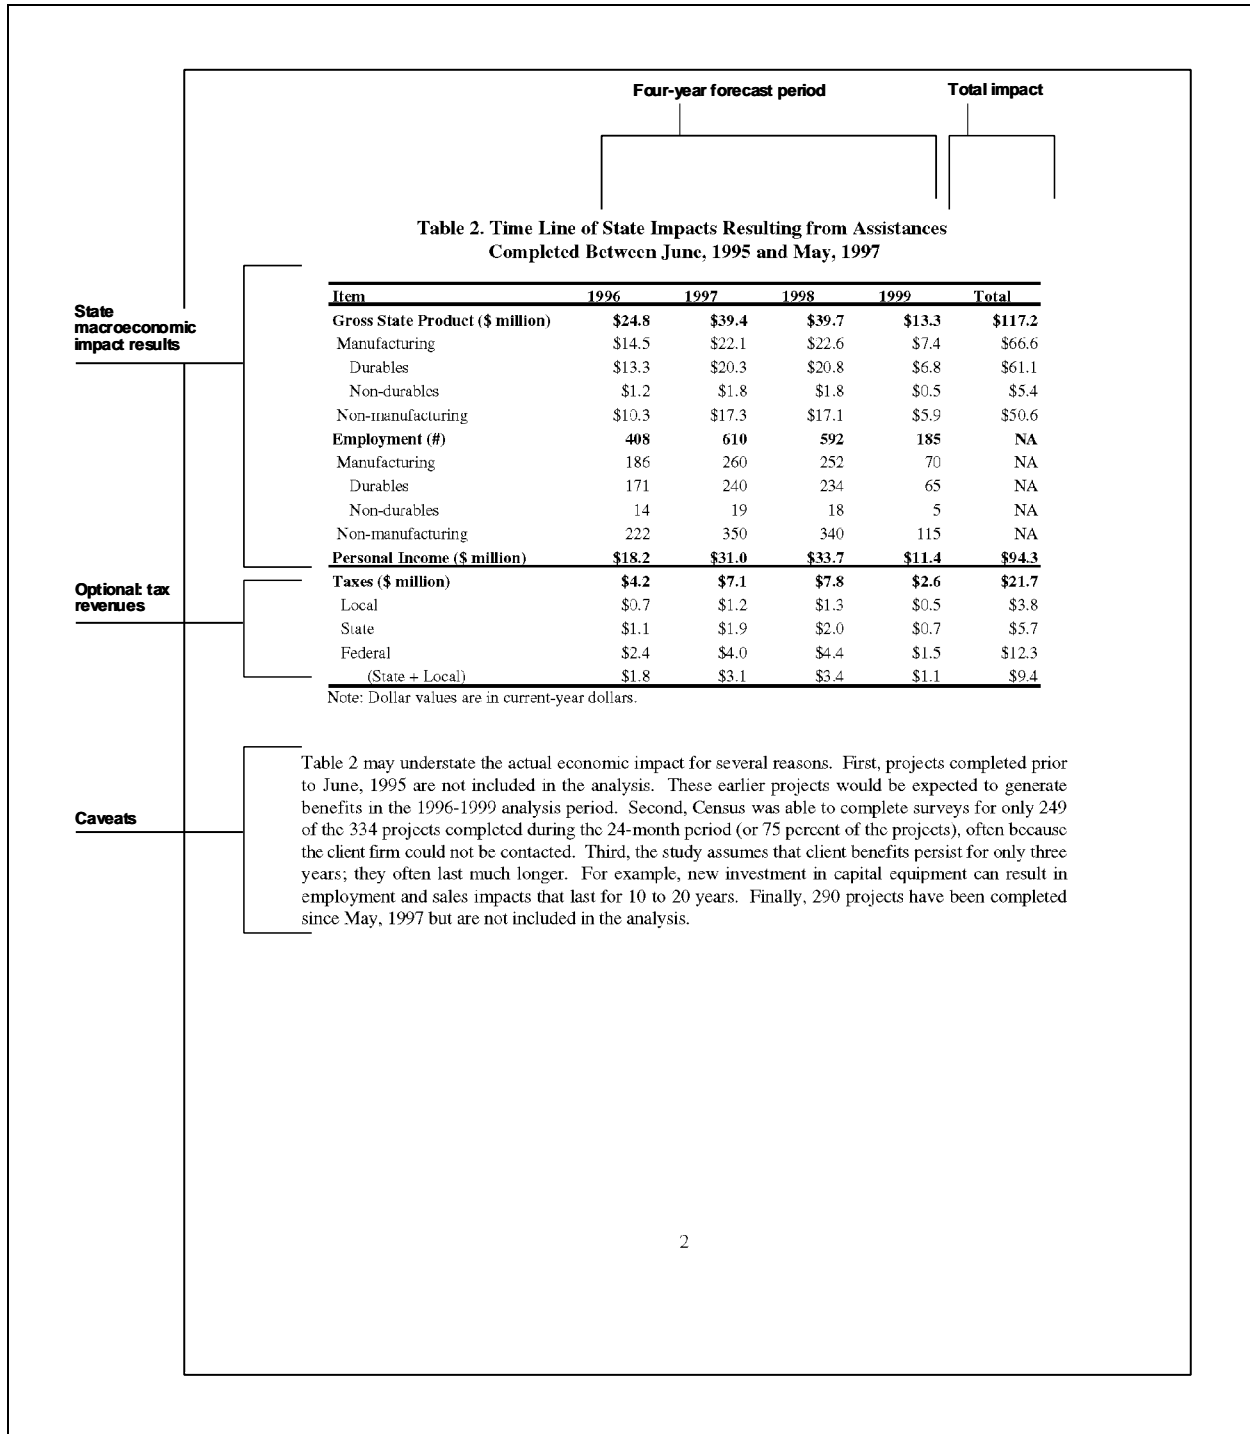 Four-year forecast period Total impact
Table 2. Time Line of State Impacts Resulting from Assistances
Completed Between June, 1995 and May, 1997
State
macroeconomic
impact results
Item 1996 1997 1998 1999 Total
Gross State Product ($ million) $24.8 $39.4 $39.7 $13.3 $117.2
Manufacturing $14.5 $22.1 $22.6 $7.4 $66.6
Durables $13.3 $20.3 $20.8 $6.8 $61.1
Non-durables $1.2 $1.8 $1.8 $0.5 $5.4
Non-manufacturing $10.3 $17.3 $17.1 $5.9 $50.6
Employment (#) 408 610 592 185 NA
Manufacturing 186 260 252 70 NA
Durables 171 240 234 65 NA
Non-durables 14 19 18 5 NA
Non-manufacturing 222 350 340 115 NA
Personal Income ($ million) $18.2 $31.0 $33.7 $11.4 $94.3
Optional: tax
revenues
Taxes ($ million) $4.2 $7.1 $7.8 $2.6 $21.7
Local $0.7 $1.2 $1.3 $0.5 $3.8
State $1.1 $1.9 $2.0 $0.7 $5.7
Federal $2.4 $4.0 $4.4 $1.5 $12.3
(State + Local) $1.8 $3.1 $3.4 $1.1 $9.4
Note: Dollar values are in current-year dollars.
Caveats
Table 2 may understate the actual economic impact for several reasons. First, projects completed prior
to June, 1995 are not included in the analysis. These earlier projects would be expected to generate
benefits in the 1996-1999 analysis period. Second, Census was able to complete surveys for only 249
of the 334 projects completed during the 24-month period (or 75 percent of the projects), often because
the client firm could not be contacted. Third, the study assumes that client benefits persist for only three
years; they often last much longer. For example, new investment in capital equipment can result in
employment and sales impacts that last for 10 to 20 years. Finally, 290 projects have been completed
since May, 1997 but are not included in the analysis.
2